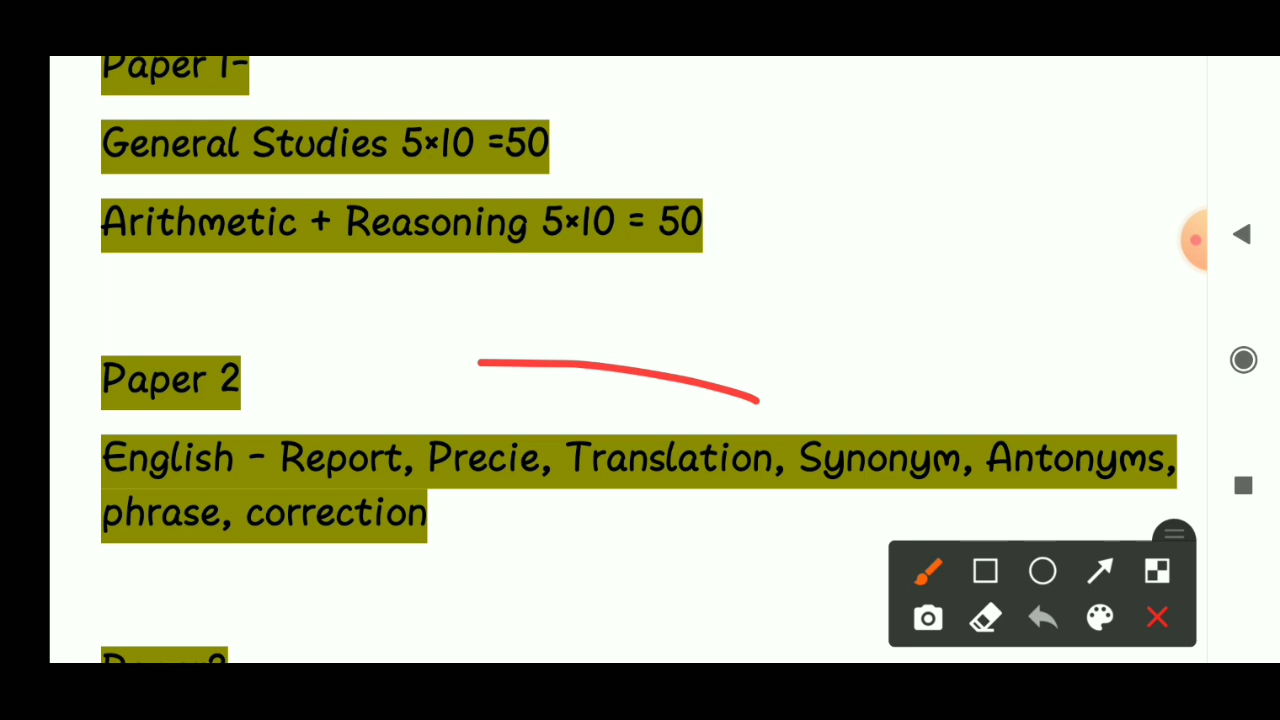 Paper 1-
General Studies 5×10 =50
Arithmetic + Reasoning 5×10 = 50
Paper 2
English - Report, Precie, Translation, Synonym, Antonyms,
phrase, correction